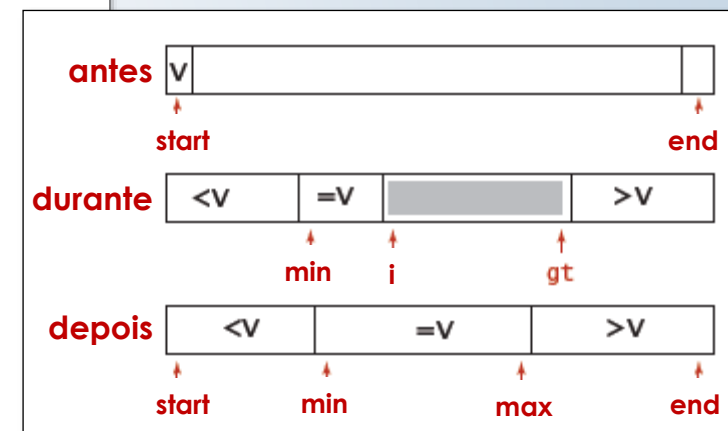 antes V
start end
durante <V =V >V
min i gt
depois <V =V >V
start min max end